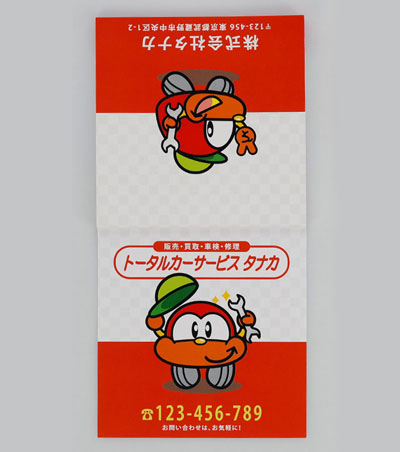 〒123-456 東京都武蔵野市中央区1-2
株式会社タナカ
販売・買取・車検・修理
トータルカーサービス タナカ
☎123-456-789
お問い合わせは、お気軽に!